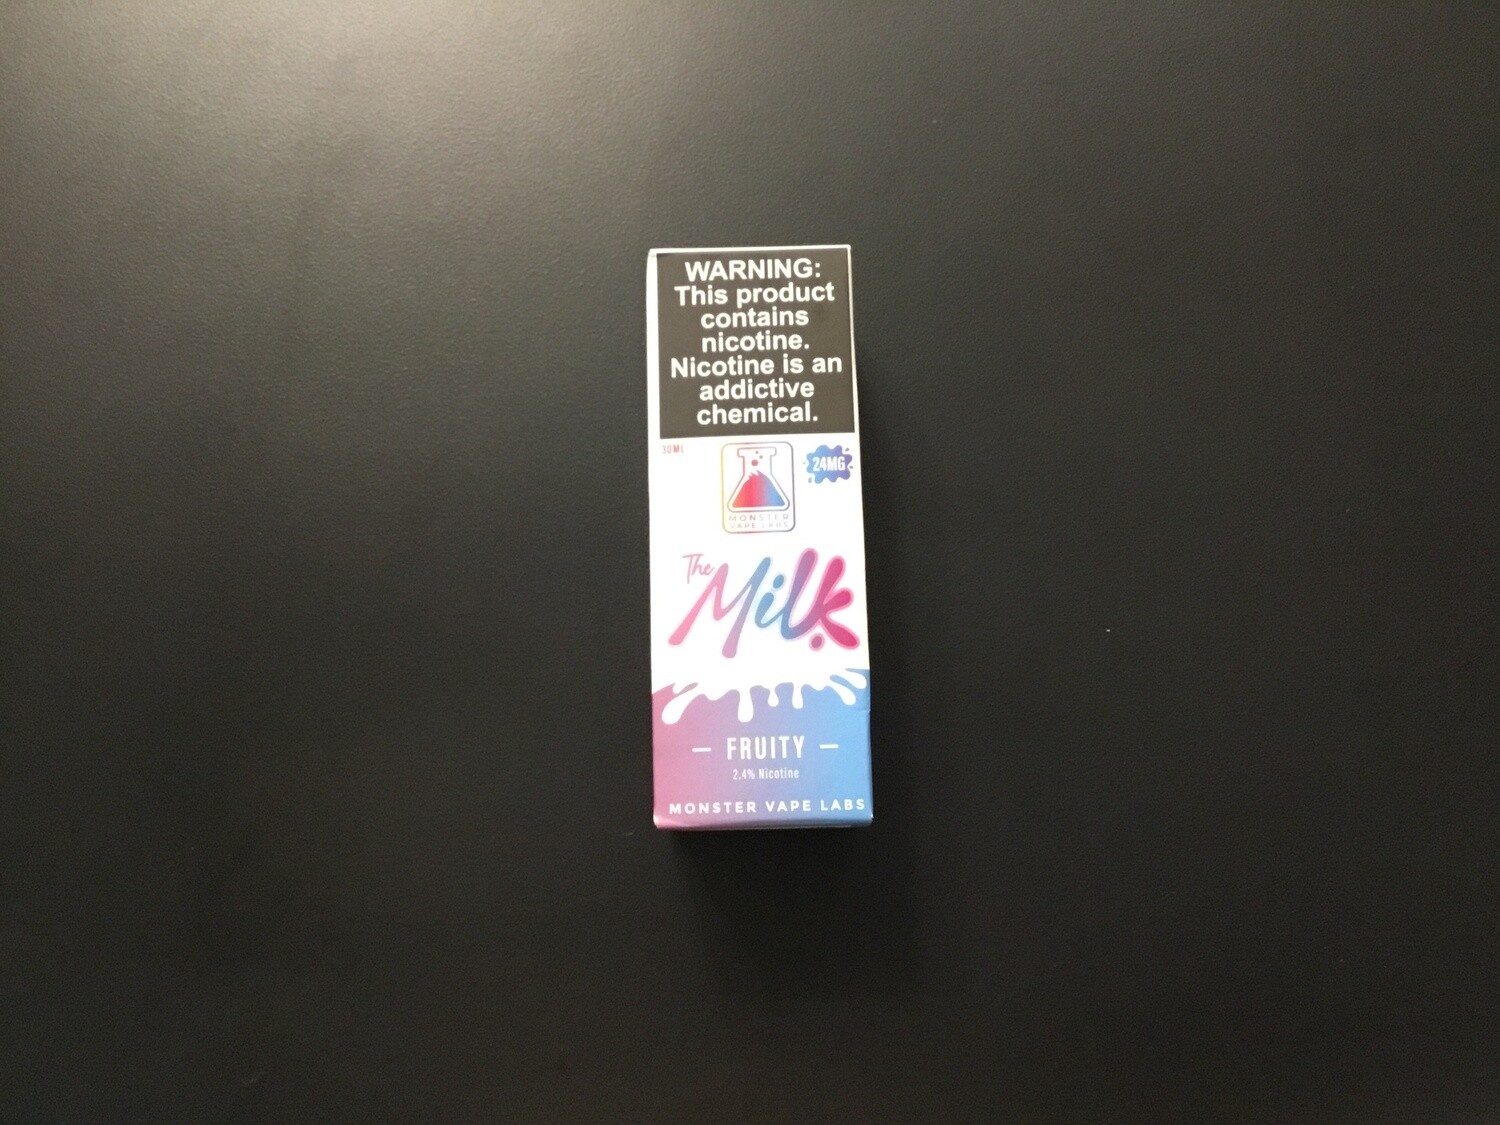 WARNING:
This product
contains
nicotine.
Nicotine is an
addictive
chemical.
30ML
24MG
MONSTER
VAPE LABS
The
Milk
— FRUITY —
2.4% Nicotine
MONSTER VAPE LABS